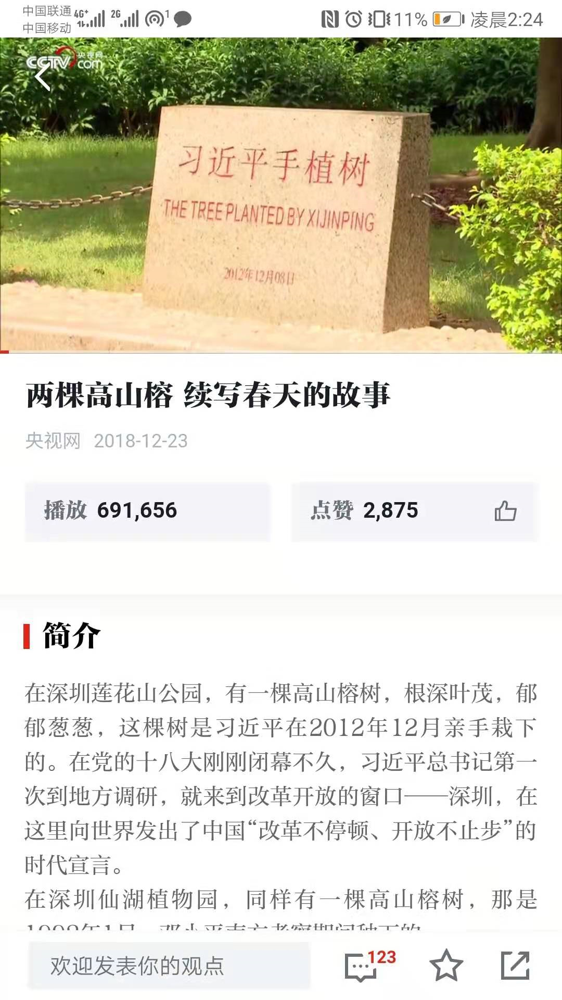 中国联通 4G+ 2G 1 11% 凌晨2:24
中国移动
CCTV 央视网
com
习近平手植树
THE TREE PLANTED BY XIJINPING
2012年12月08日
两棵高山榕 续写春天的故事
央视网 2018-12-23
播放 691,656 点赞 2,875
简介
在深圳莲花山公园，有一棵高山榕树，根深叶茂，郁
郁葱葱，这棵树是习近平在2012年12月亲手栽下
的。在党的十八大刚刚闭幕不久，习近平总书记第一
次到地方调研，就来到改革开放的窗口——深圳，在
这里向世界发出了中国“改革不停顿、开放不止步”的
时代宣言。
在深圳仙湖植物园，同样有一棵高山榕树，那是
欢迎发表你的观点 123